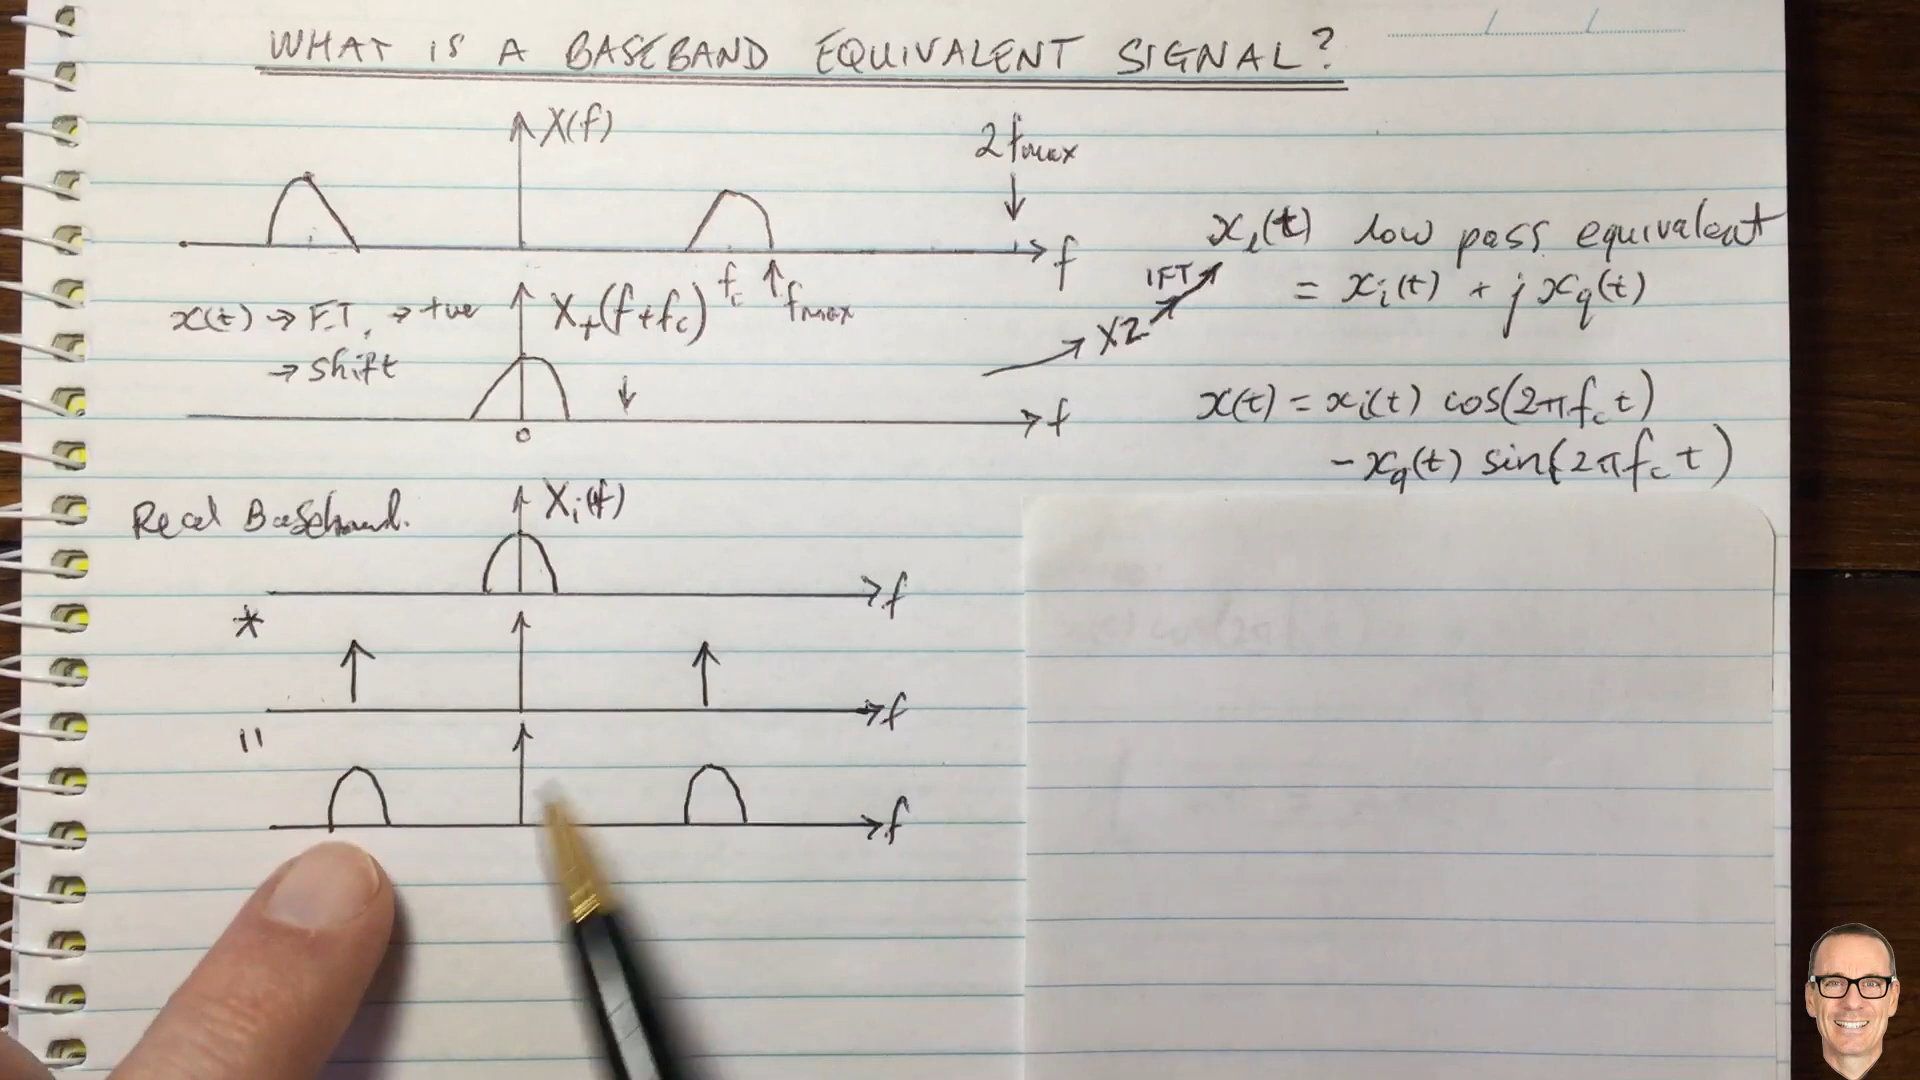 WHAT IS A BASEBAND EQUIVALENT SIGNAL?
X(f)
2fmax
f
fc
fmax
x(t) → F.T. → +ve
→ shift
X+(f+fc)
0
f
X2
IFT
xl(t) low pass equivalent
= xi(t) + j xq(t)
x(t) = xi(t) cos(2πfct)
- xq(t) sin(2πfct)
Real Baseband.
Xi(f)
f
*
f
=
f